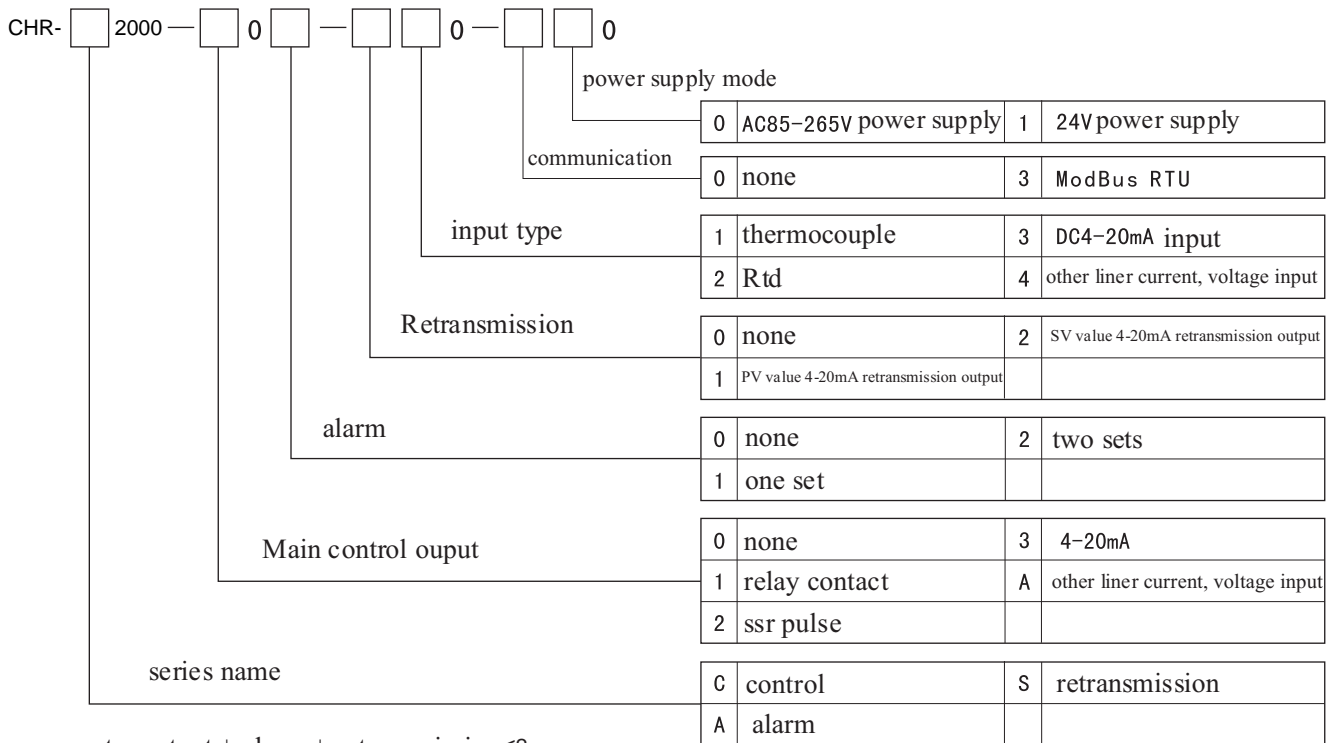 CHR- 2000 — 0 — 0 — 0
power supply mode
0 AC85-265V power supply 1 24V power supply
communication
0 none 3 ModBus RTU
input type
1 thermocouple 3 DC4-20mA input
2 Rtd 4 other liner current, voltage input
Retransmission
0 none 2 SV value 4-20mA retransmission output
1 PV value 4-20mA retransmission output
alarm
0 none 2 two sets
1 one set
Main control ouput
0 none 3 4-20mA
1 relay contact A other liner current, voltage input
2 ssr pulse
series name
C control S retransmission
A alarm